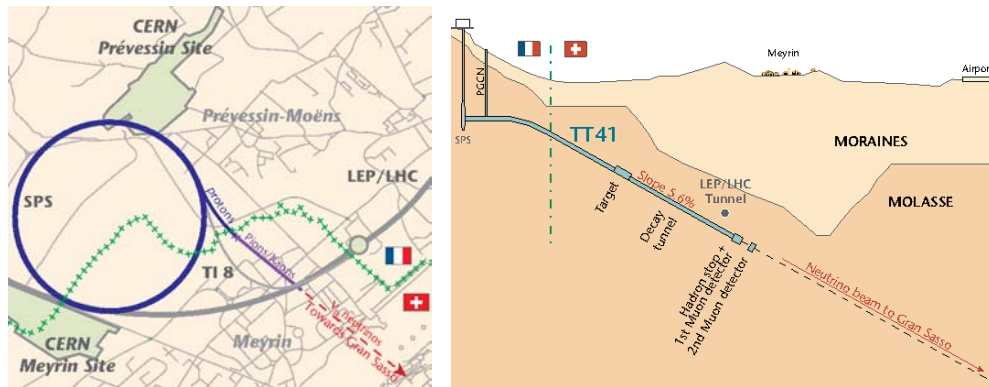 CERN
Prévessin Site
Prévessin-Moëns
SPS
LEP/LHC
protons
Pions/Kaons
TI 8
νμ neutrinos
Towards Gran Sasso
Meyrin
CERN
Meyrin Site
PGCN
SPS
Meyrin
Airport
TT41
MORAINES
MOLASSE
Target
Slope 5.6%
LEP/LHC
Tunnel
Decay
tunnel
Hadron stop +
1st Muon detector
2nd Muon detector
Neutrino beam to Gran Sasso